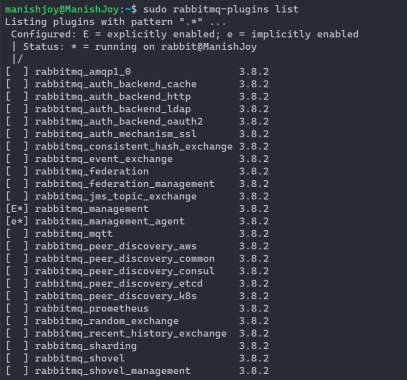 manishjoy@ManishJoy:~$ sudo rabbitmq-plugins list
Listing plugins with pattern ".*" ...
 Configured: E = explicitly enabled; e = implicitly enabled
 | Status: * = running on rabbit@ManishJoy
 |/
[  ] rabbitmq_amqp1_0                  3.8.2
[  ] rabbitmq_auth_backend_cache       3.8.2
[  ] rabbitmq_auth_backend_http        3.8.2
[  ] rabbitmq_auth_backend_ldap        3.8.2
[  ] rabbitmq_auth_backend_oauth2      3.8.2
[  ] rabbitmq_auth_mechanism_ssl       3.8.2
[  ] rabbitmq_consistent_hash_exchange 3.8.2
[  ] rabbitmq_event_exchange           3.8.2
[  ] rabbitmq_federation               3.8.2
[  ] rabbitmq_federation_management    3.8.2
[  ] rabbitmq_jms_topic_exchange       3.8.2
[E*] rabbitmq_management               3.8.2
[e*] rabbitmq_management_agent         3.8.2
[  ] rabbitmq_mqtt                     3.8.2
[  ] rabbitmq_peer_discovery_aws       3.8.2
[  ] rabbitmq_peer_discovery_common    3.8.2
[  ] rabbitmq_peer_discovery_consul    3.8.2
[  ] rabbitmq_peer_discovery_etcd      3.8.2
[  ] rabbitmq_peer_discovery_k8s       3.8.2
[  ] rabbitmq_prometheus               3.8.2
[  ] rabbitmq_random_exchange          3.8.2
[  ] rabbitmq_recent_history_exchange  3.8.2
[  ] rabbitmq_sharding                 3.8.2
[  ] rabbitmq_shovel                   3.8.2
[  ] rabbitmq_shovel_management        3.8.2